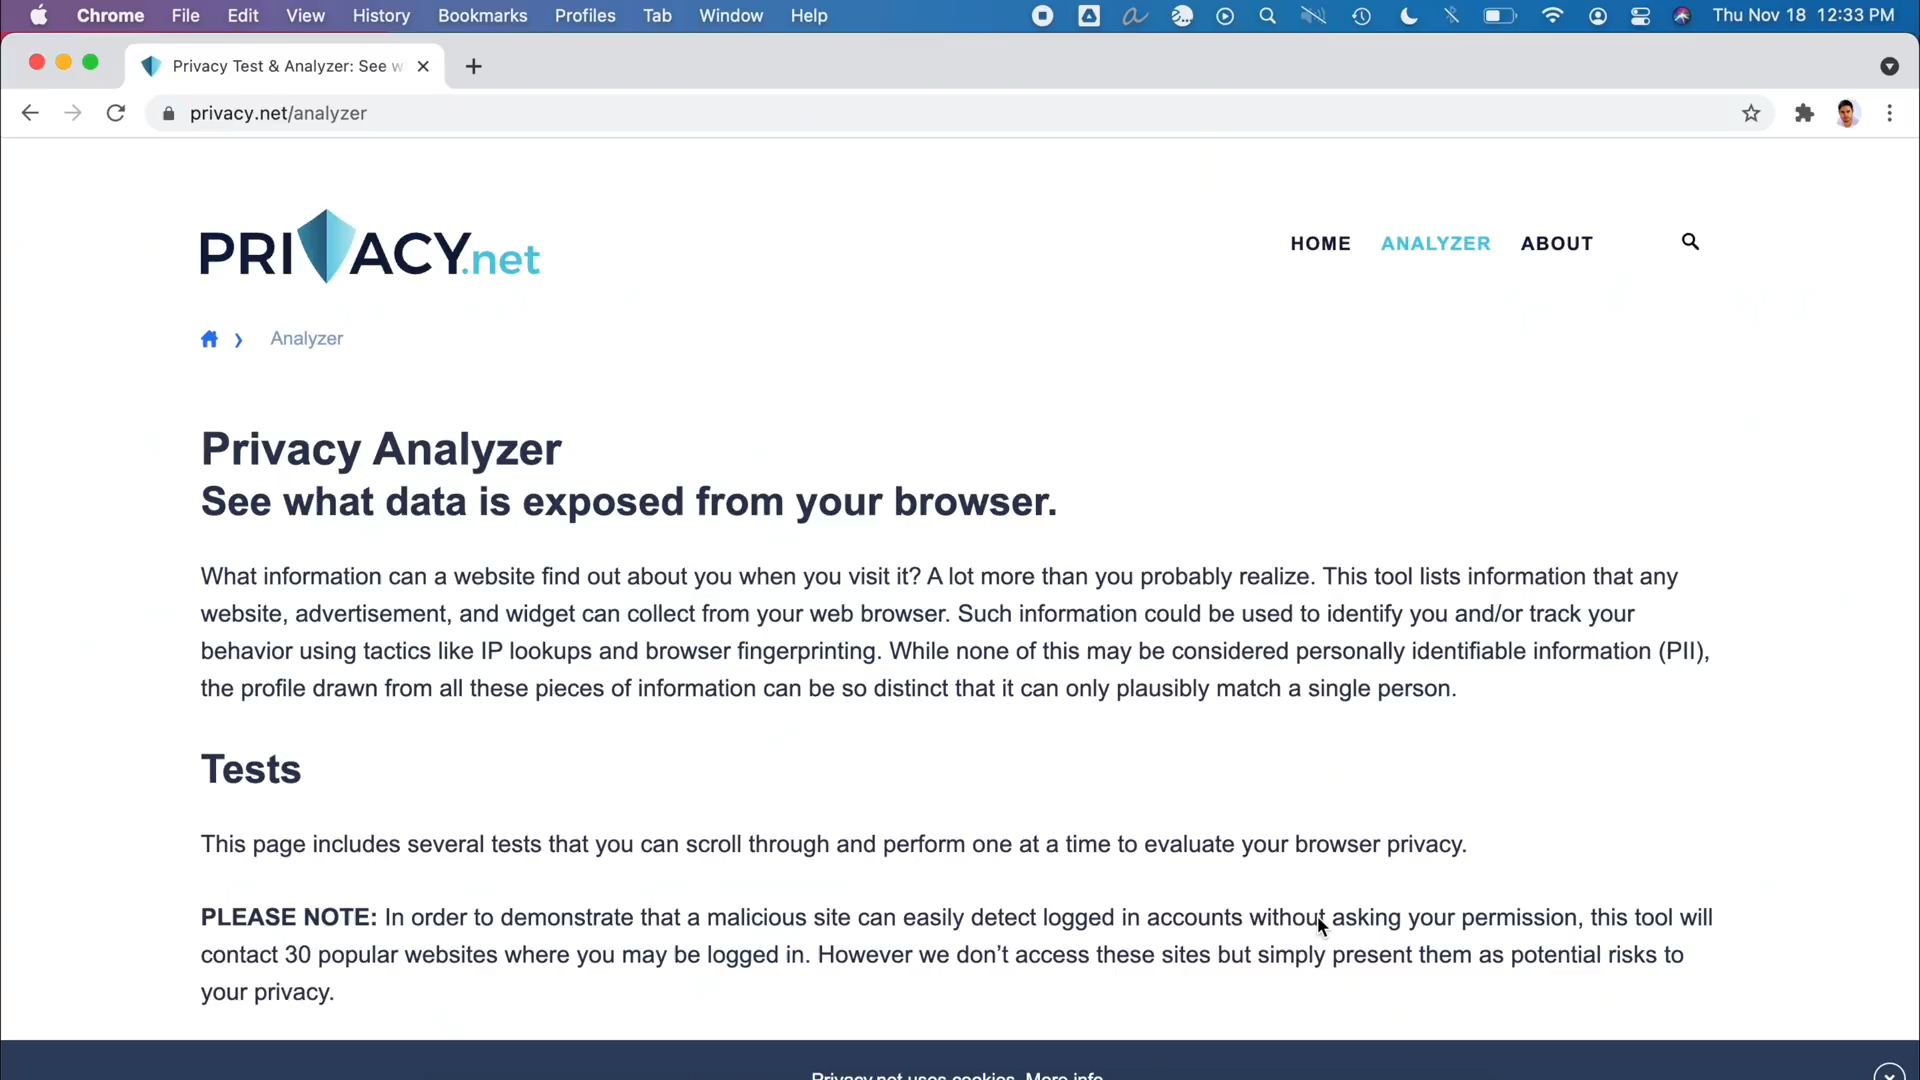 Chrome File Edit View History Bookmarks Profiles Tab Window Help Thu Nov 18 12:33 PM
Privacy Test & Analyzer: See w
privacy.net/analyzer
PRIVACY.net
HOME ANALYZER ABOUT
Analyzer
Privacy Analyzer
See what data is exposed from your browser.
What information can a website find out about you when you visit it? A lot more than you probably realize. This tool lists information that any
website, advertisement, and widget can collect from your web browser. Such information could be used to identify you and/or track your
behavior using tactics like IP lookups and browser fingerprinting. While none of this may be considered personally identifiable information (PII),
the profile drawn from all these pieces of information can be so distinct that it can only plausibly match a single person.
Tests
This page includes several tests that you can scroll through and perform one at a time to evaluate your browser privacy.
PLEASE NOTE: In order to demonstrate that a malicious site can easily detect logged in accounts without asking your permission, this tool will
contact 30 popular websites where you may be logged in. However we don’t access these sites but simply present them as potential risks to
your privacy.
Privacy.net uses cookies. More info.